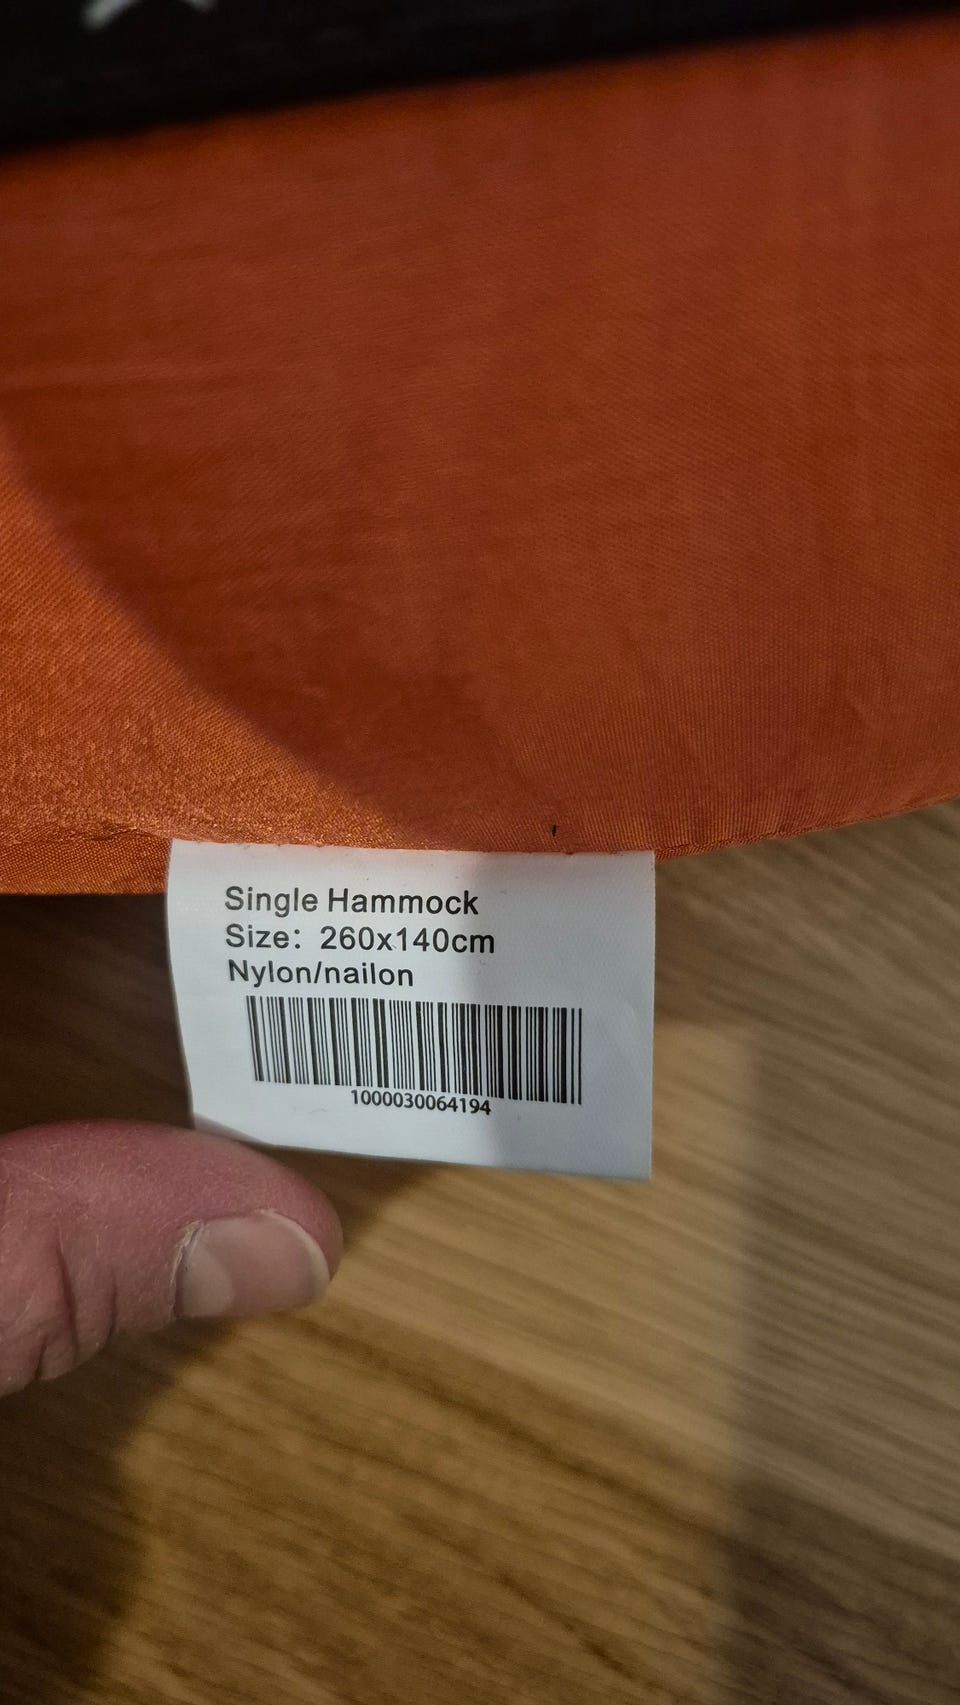 Single Hammock
Size: 260x140cm
Nylon/nailon
1000030064194